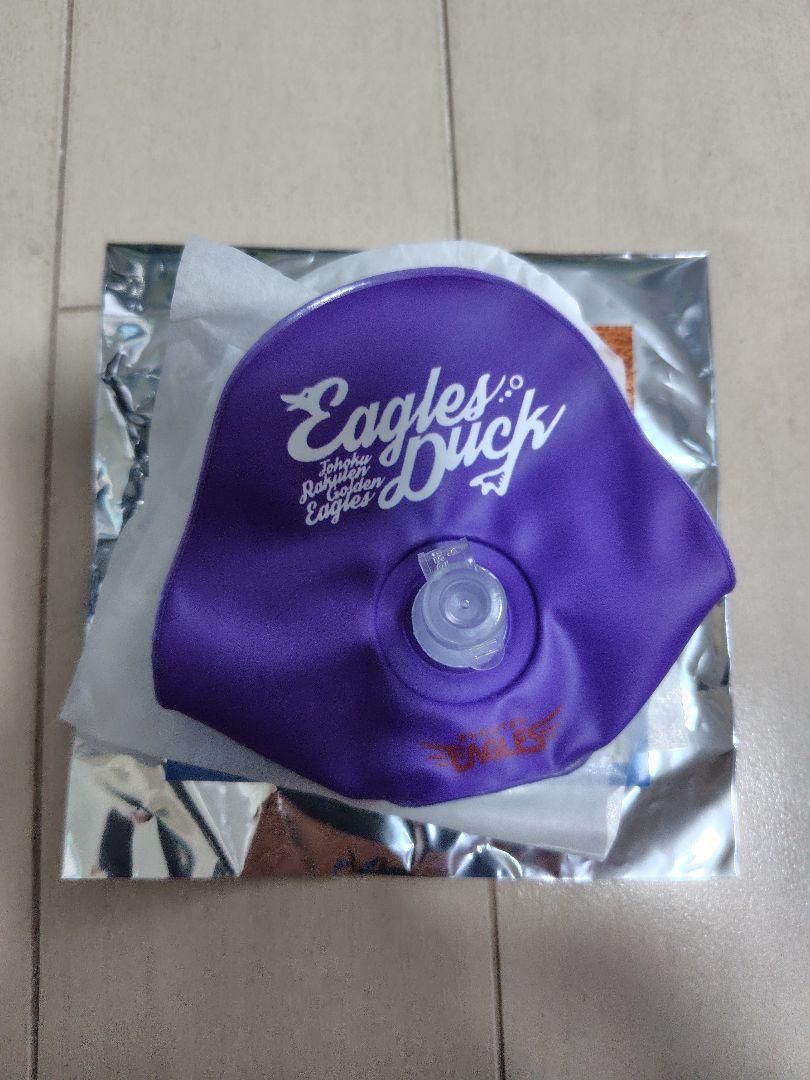 Eagles
Duck
Tohoku
Rakuten
Golden
Eagles
EAGLES